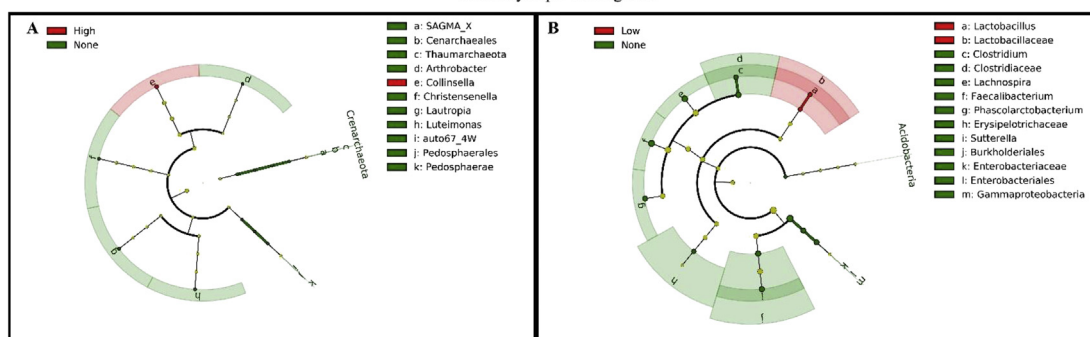 A
High
None
a: SAGMA_X
b: Cenarchaeales
c: Thaumarchaeota
d: Arthrobacter
e: Collinsella
f: Christensenella
g: Lautropia
h: Luteimonas
i: auto67_4W
j: Pedosphaerales
k: Pedosphaerae
e
d
f
g
h
a b c
Crenarchaeota
i j k
B
Low
None
a: Lactobacillus
b: Lactobacillaceae
c: Clostridium
d: Clostridiaceae
e: Lachnospira
f: Faecalibacterium
g: Phascolarctobacterium
h: Erysipelotrichaceae
i: Sutterella
j: Burkholderiales
k: Enterobacteriaceae
l: Enterobacteriales
m: Gammaproteobacteria
d
c
b
a
e
g
h
Acidobacteria
k l m